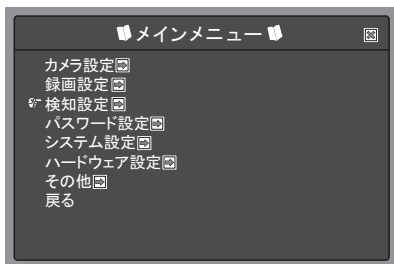 メインメニュー
カメラ設定
録画設定
検知設定
パスワード設定
システム設定
ハードウェア設定
その他
戻る